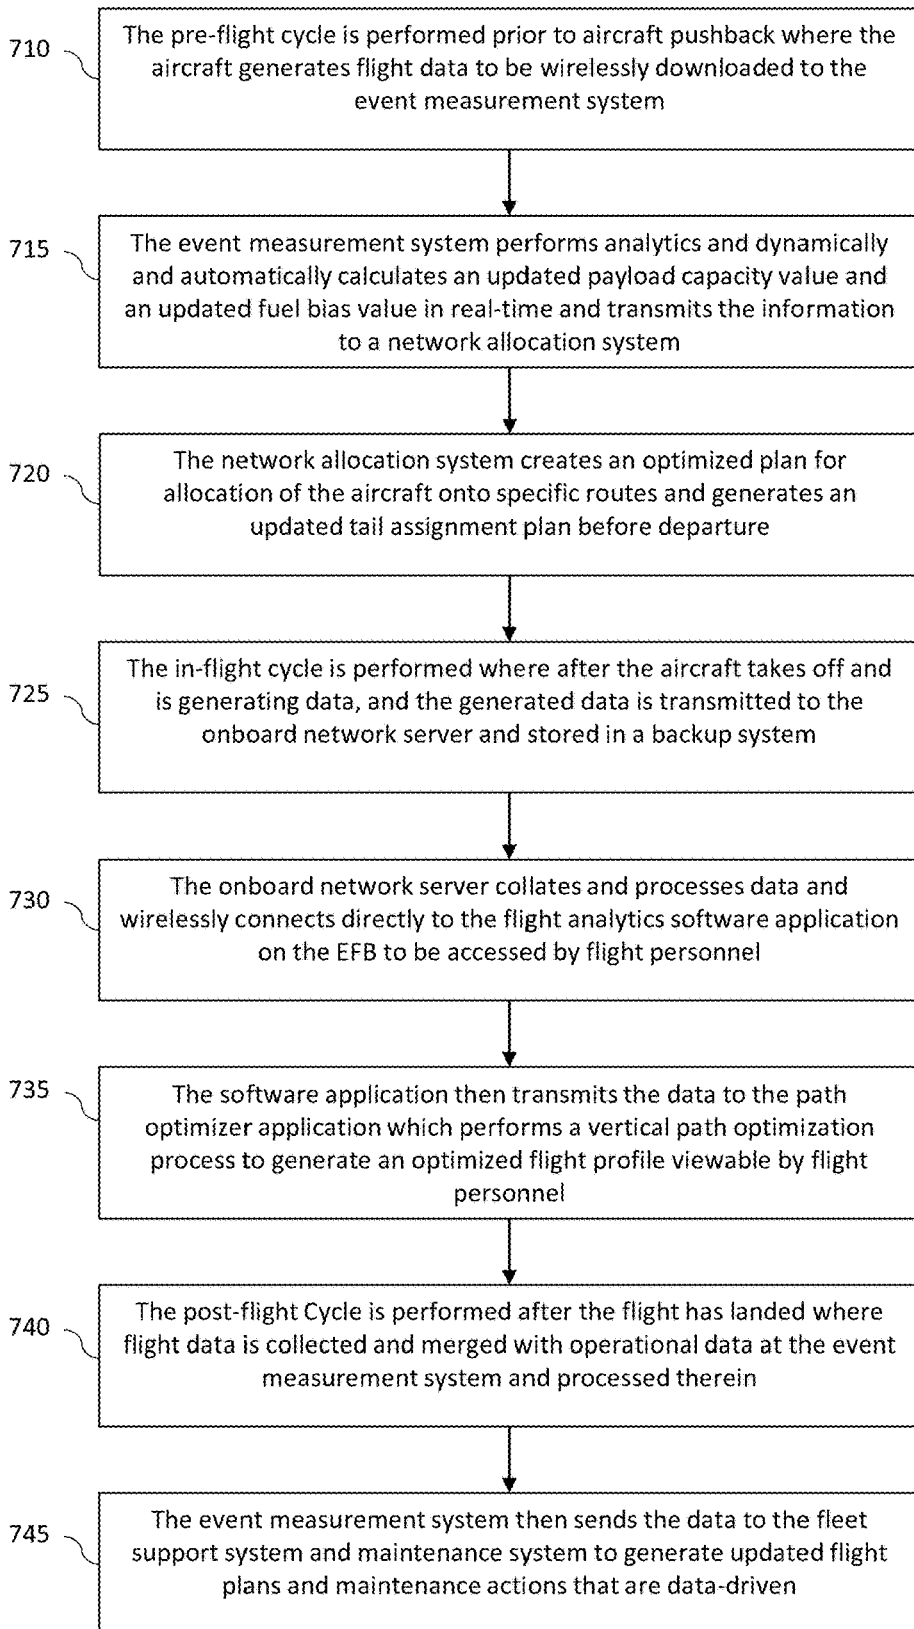 710
The pre-flight cycle is performed prior to aircraft pushback where the
aircraft generates flight data to be wirelessly downloaded to the
event measurement system
715
The event measurement system performs analytics and dynamically
and automatically calculates an updated payload capacity value and
an updated fuel bias value in real-time and transmits the information
to a network allocation system
720
The network allocation system creates an optimized plan for
allocation of the aircraft onto specific routes and generates an
updated tail assignment plan before departure
725
The in-flight cycle is performed where after the aircraft takes off and
is generating data, and the generated data is transmitted to the
onboard network server and stored in a backup system
730
The onboard network server collates and processes data and
wirelessly connects directly to the flight analytics software application
on the EFB to be accessed by flight personnel
735
The software application then transmits the data to the path
optimizer application which performs a vertical path optimization
process to generate an optimized flight profile viewable by flight
personnel
740
The post-flight Cycle is performed after the flight has landed where
flight data is collected and merged with operational data at the event
measurement system and processed therein
745
The event measurement system then sends the data to the fleet
support system and maintenance system to generate updated flight
plans and maintenance actions that are data-driven